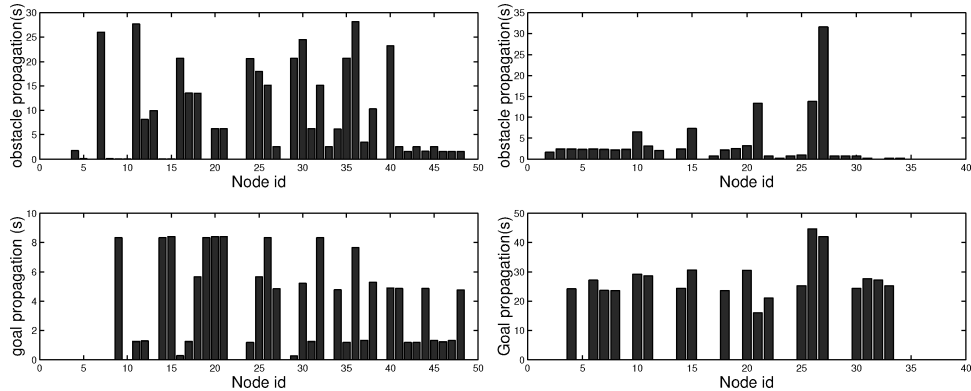 obstacle propagation(s)
30
25
20
15
10
5
0
0 5 10 15 20 25 30 35 40 45 50
Node id
obstacle propagation(s)
35
30
25
20
15
10
5
0
0 5 10 15 20 25 30 35 40
Node id
goal propagation (s)
10
8
6
4
2
0
0 5 10 15 20 25 30 35 40 45 50
Node id
Goal propagation(s)
50
40
30
20
10
0
0 5 10 15 20 25 30 35 40
Node id